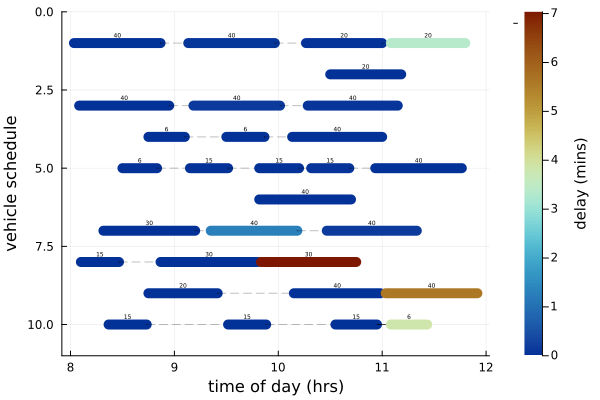 0.0
2.5
5.0
7.5
10.0
vehicle schedule
40 40 20 20
20
40 40 40
6 6 40
6 15 15 15 40
40
30 40 40
15 30 30
20 40 40
15 15 15 6
8 9 10 11 12
time of day (hrs)
7
6
5
4
3
2
1
0
delay (mins)